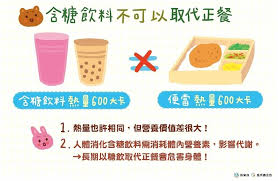 含糖飲料不可以取代正餐
含糖飲料 熱量600大卡
便當 熱量600大卡
1. 熱量也許相同，但營養價值差很大！
2. 人體消化含糖飲料需消耗體內營養素，影響代謝。
→長期以糖飲取代正餐會危害身體！